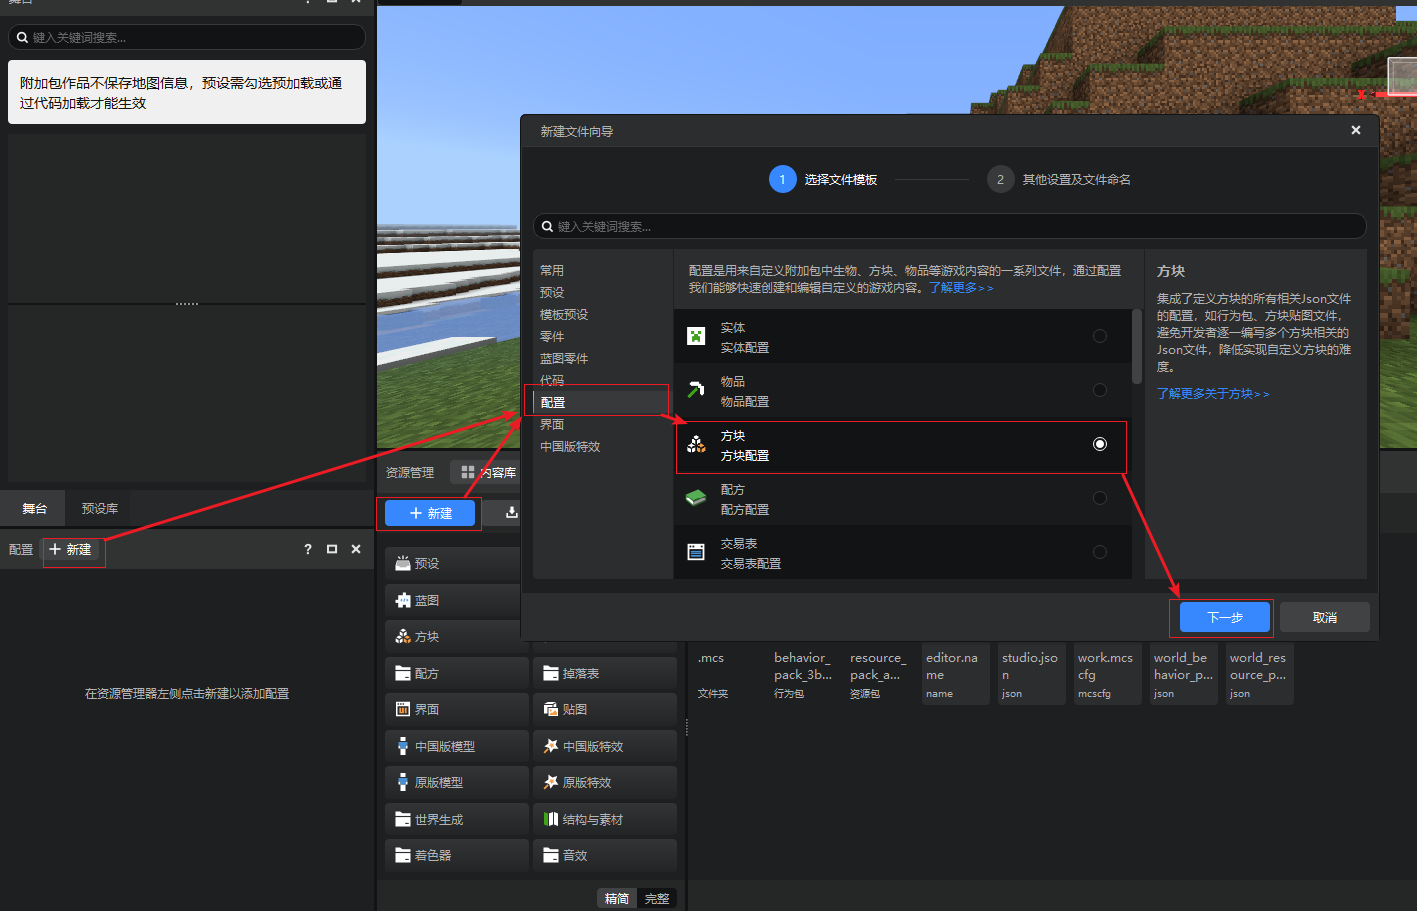 键入关键词搜索...
附加包作品不保存地图信息，预设需勾选预加载或通
过代码加载才能生效
舞台
预设库
配置
新建
?
在资源管理器左侧点击新建以添加配置
新建文件向导
1
选择文件模板
2
其他设置及文件命名
键入关键词搜索...
常用
预设
模板预设
零件
蓝图零件
代码
配置
界面
中国版特效
配置是用来自定义附加包中生物、方块、物品等游戏内容的一系列文件，通过配置
我们能够快速创建和编辑自定义的游戏内容。了解更多>>
实体
实体配置
物品
物品配置
方块
方块配置
配方
配方配置
交易表
交易表配置
方块
集成了定义方块的所有相关Json文件
的配置，如行为包、方块贴图文件，
避免开发者逐一编写多个方块相关的
Json文件，降低实现自定义方块的难
度。
了解更多关于方块>>
下一步
取消
X
资源管理
内容库
新建
预设
蓝图
方块
配方
掉落表
界面
贴图
中国版模型
中国版特效
原版模型
原版特效
世界生成
结构与素材
着色器
音效
精简
完整
.mcs
文件夹
behavior_
pack_3b...
行为包
resource_
pack_a...
资源包
editor.na
me
name
studio.jso
n
json
work.mcs
cfg
mcscfg
world_be
havior_p...
json
world_res
ource_p...
json